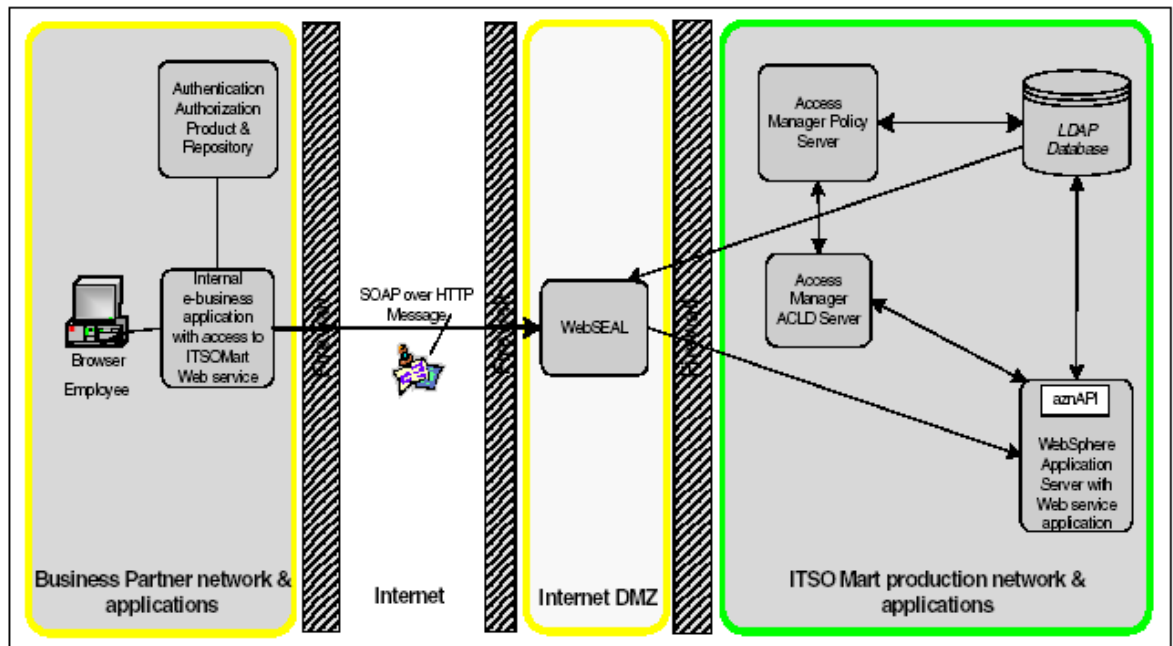 Authentication
Authorization
Product &
Repository
Internal
e-business
application
with access to
ITSOMart
Web service
Browser
Employee
Business Partner network &
applications
SOAP over HTTP
Message
Internet
WebSEAL
Internet DMZ
Access
Manager Policy
Server
LDAP
Database
Access
Manager
ACLD Server
aznAPI
WebSphere
Application
Server with
Web service
application
ITSO Mart production network &
applications